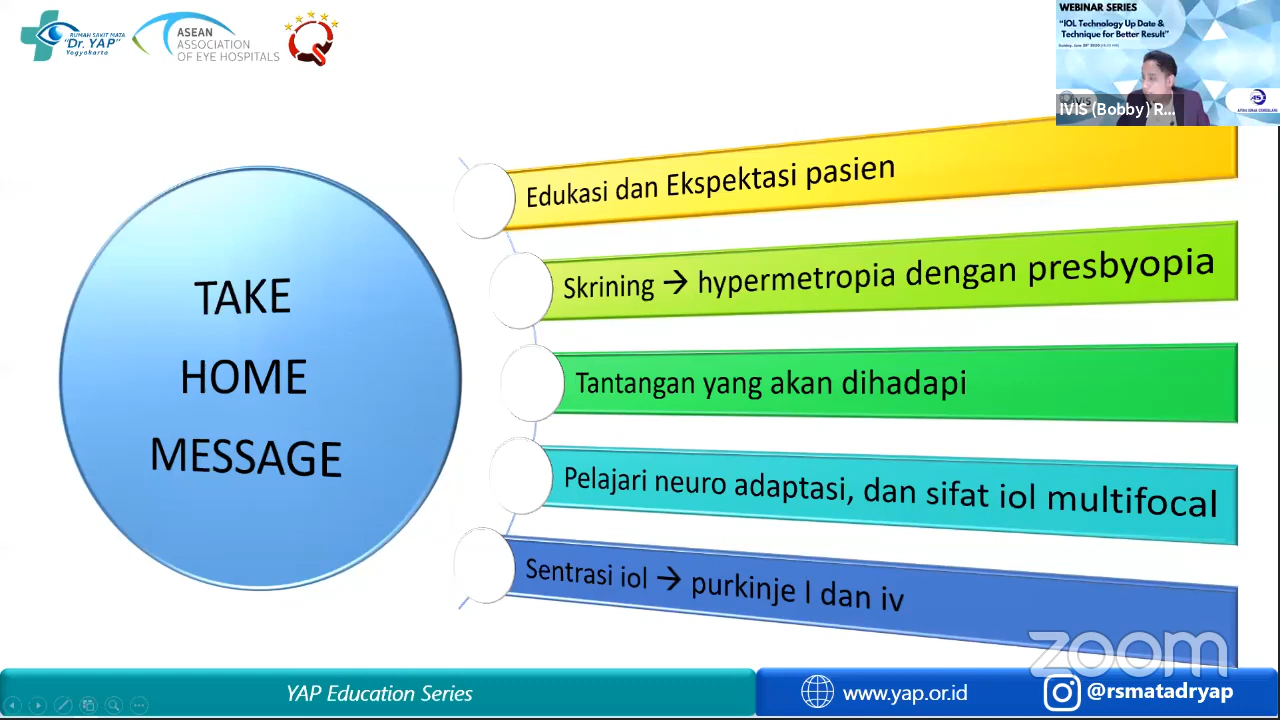 RUMAH SAKIT MATA
"Dr. YAP"
Yogyakarta
ASEAN
ASSOCIATION
OF EYE HOSPITALS
Q
WEBINAR SERIES
"IOL Technology Up Date &
Technique for Better Result"
IVIS (Bobby) R...
TAKE
HOME
MESSAGE
Edukasi dan Ekspektasi pasien
Skrining → hypermetropia dengan presbyopia
Tantangan yang akan dihadapi
Pelajari neuro adaptasi, dan sifat iol multifocal
Sentrasi iol → purkinje I dan iv
zoom
YAP Education Series
www.yap.or.id
@rsmatadryap